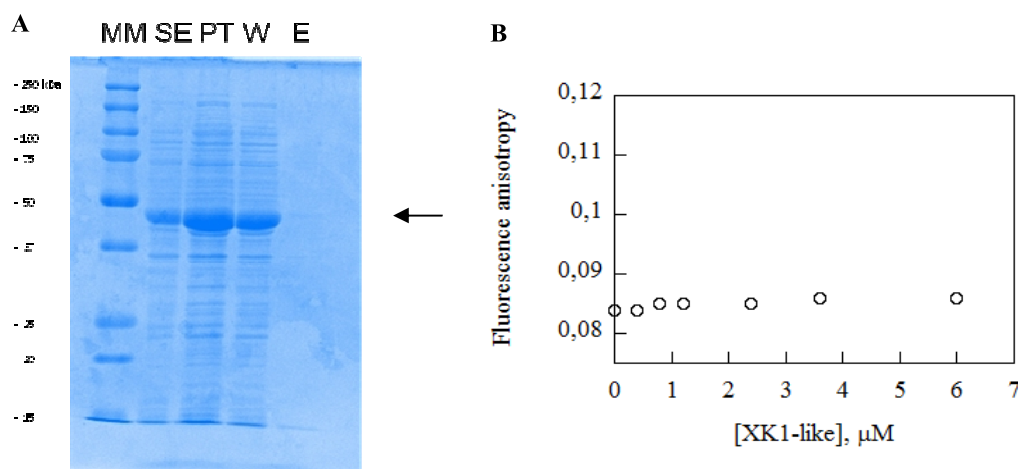 A
MM SE PT W E
- 250 kDa
- 150
- 100
- 75
- 50
- 37
- 25
- 20
- 15
B
Fluorescence anisotropy
0,12
0,11
0,1
0,09
0,08
0 1 2 3 4 5 6 7
[XK1-like], μM